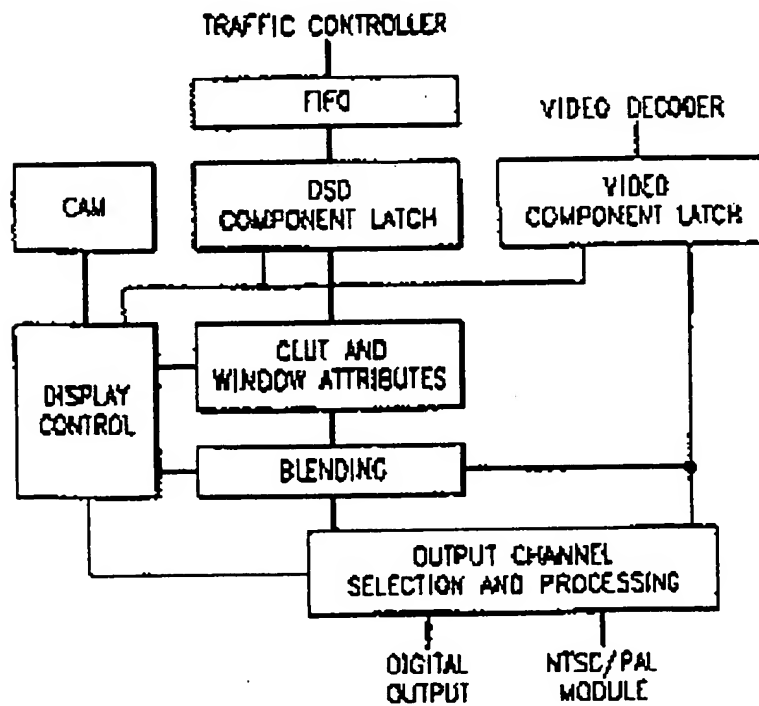 TRAFFIC CONTROLLER
FIFO
VIDEO DECODER
CAM
DSD
COMPONENT LATCH
VIDEO
COMPONENT LATCH
DISPLAY
CONTROL
CLUT AND
WINDOW ATTRIBUTES
BLENDING
OUTPUT CHANNEL
SELECTION AND PROCESSING
DIGITAL
OUTPUT
NTSC/PAL
MODULE